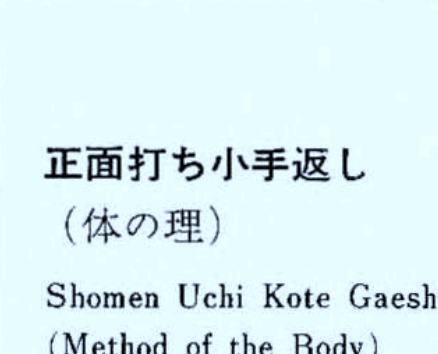 正面打ち小手返し
（体の理）
Shomen Uchi Kote Gaesh
(Method of the Body)